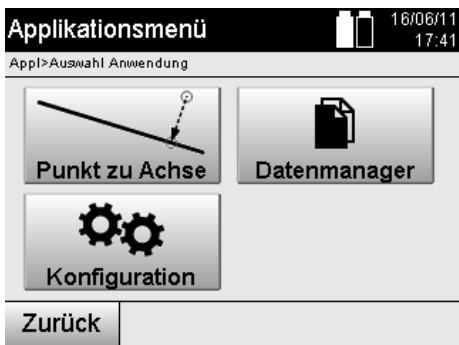 Applikationsmenü
16/06/11
17:41
Appl>Auswahl Anwendung
Punkt zu Achse
Datenmanager
Konfiguration
Zurück